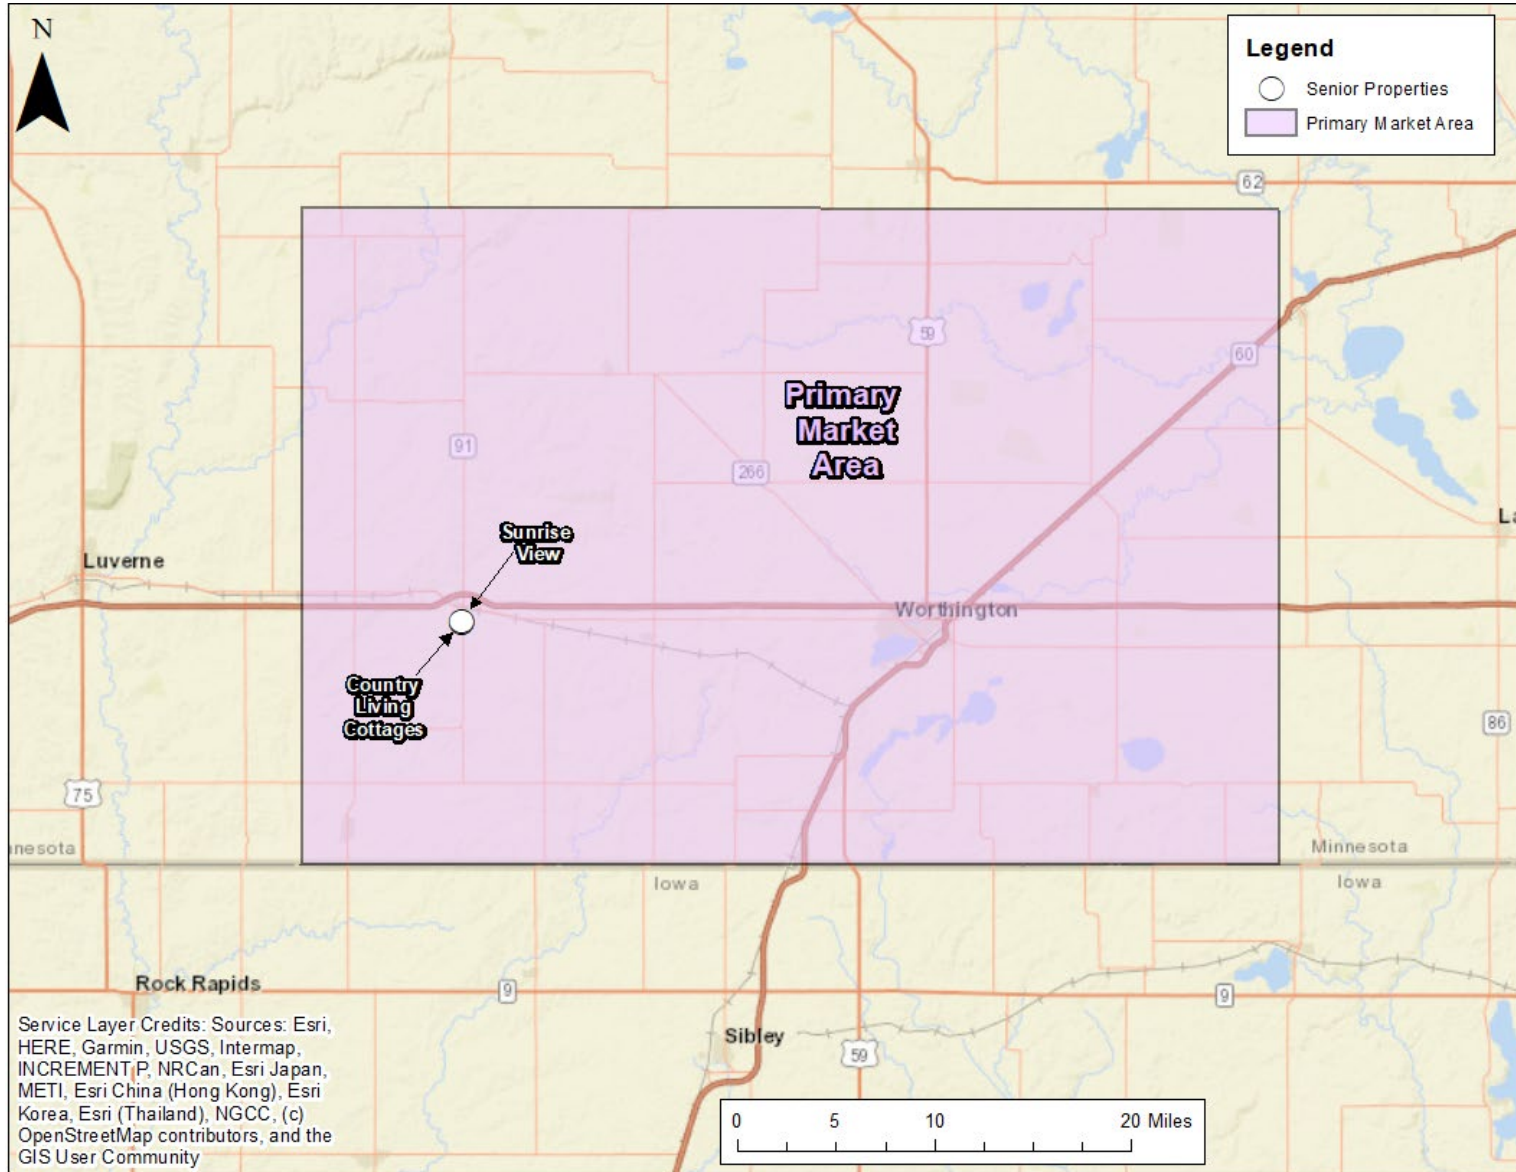 N
Legend
Senior Properties
Primary Market Area
62
59
60
Primary
Market
Area
91
266
Sunrise
View
Luverne
Worthington
Country
Living
Cottages
86
75
nnesota
Minnesota
Iowa
Iowa
Rock Rapids
9
9
Sibley
59
Service Layer Credits: Sources: Esri,
HERE, Garmin, USGS, Intermap,
INCREMENT P, NRCan, Esri Japan,
METI, Esri China (Hong Kong), Esri
Korea, Esri (Thailand), NGCC, (c)
OpenStreetMap contributors, and the
GIS User Community
0 5 10 20 Miles